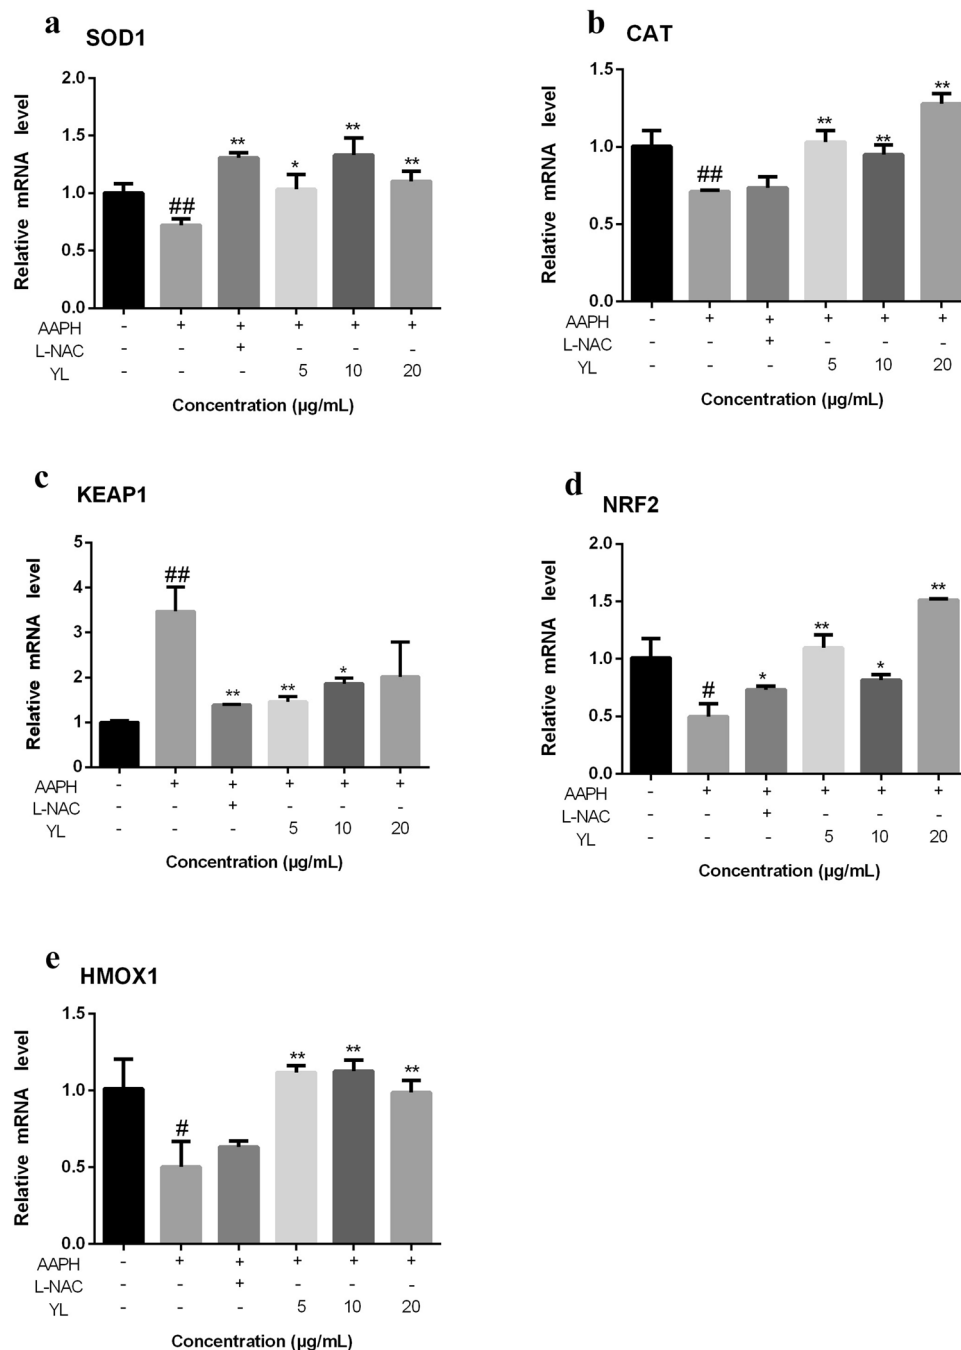 a
SOD1
Relative mRNA level
2.0
1.5
1.0
0.5
0.0
## ** * ** **
AAPH - + + + + +
L-NAC - - + - - -
YL - - - 5 10 20
Concentration (µg/mL)
b
CAT
Relative mRNA level
1.5
1.0
0.5
0.0
## ** ** **
AAPH - + + + + +
L-NAC - - + - - -
YL - - - 5 10 20
Concentration (µg/mL)
c
KEAP1
Relative mRNA level
5
4
3
2
1
0
## ** ** *
AAPH - + + + + +
L-NAC - - + - - -
YL - - - 5 10 20
Concentration (µg/mL)
d
NRF2
Relative mRNA level
2.0
1.5
1.0
0.5
0.0
# * ** * **
AAPH - + + + + +
L-NAC - - + - - -
YL - - - 5 10 20
Concentration (µg/mL)
e
HMOX1
Relative mRNA level
1.5
1.0
0.5
0.0
# ** ** **
AAPH - + + + + +
L-NAC - - + - - -
YL - - - 5 10 20
Concentration (µg/mL)